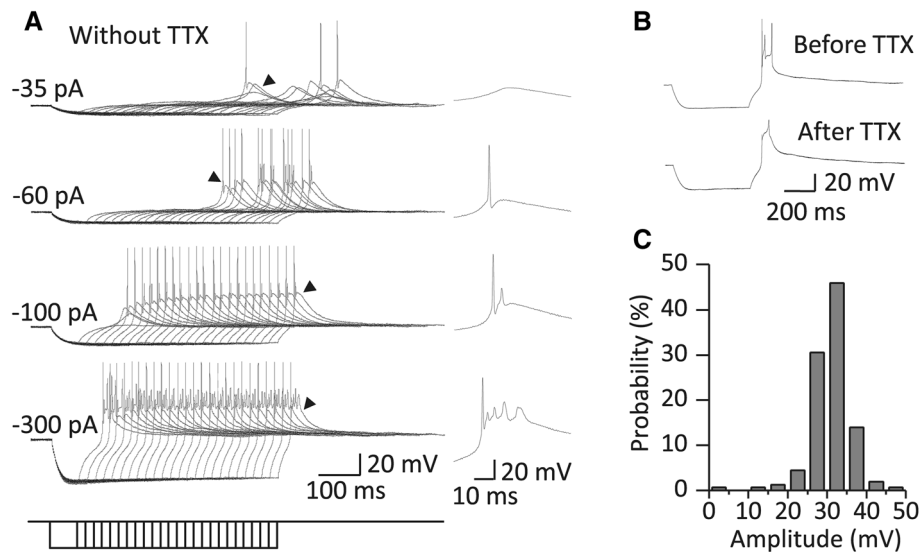 A
Without TTX
-35 pA
-60 pA
-100 pA
-300 pA
20 mV
100 ms
20 mV
10 ms
B
Before TTX
After TTX
20 mV
200 ms
C
50
40
30
20
10
0
Probability (%)
0 10 20 30 40 50
Amplitude (mV)